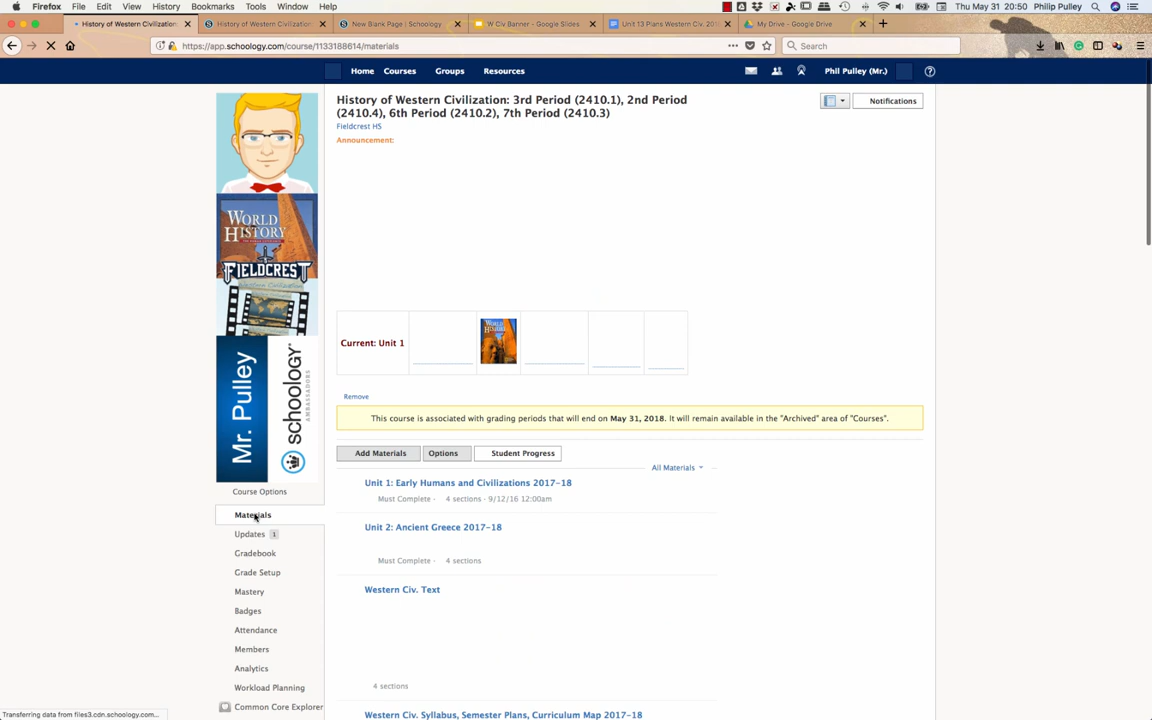 Firefox File Edit View History Bookmarks Tools Window Help Thu May 31 20:50 Philip Pulley
History of Western Civilization: History of Western Civilization: New Blank Page | Schoology W Civ Banner - Google Slides Unit 13 Plans Western Civ. 201 My Drive - Google Drive
https://app.schoology.com/course/1133188614/materials Search
Home Courses Groups Resources Phil Pulley (Mr.)
History of Western Civilization: 3rd Period (2410.1), 2nd Period
(2410.4), 6th Period (2410.2), 7th Period (2410.3)
Notifications
Fieldcrest HS
Announcement:
WORLD
HISTORY
FIELDCREST
Western Civilization
Mr. Pulley
schoology
AMBASSADORS
Current: Unit 1
WORLD
HISTORY
Remove
This course is associated with grading periods that will end on May 31, 2018. It will remain available in the "Archived" area of "Courses".
Add Materials Options Student Progress
All Materials
Unit 1: Early Humans and Civilizations 2017-18
Must Complete · 4 sections · 9/12/16 12:00am
Unit 2: Ancient Greece 2017-18
Must Complete · 4 sections
Western Civ. Text
4 sections
Western Civ. Syllabus, Semester Plans, Curriculum Map 2017-18
Course Options
Materials
Updates 1
Gradebook
Grade Setup
Mastery
Badges
Attendance
Members
Analytics
Workload Planning
Common Core Explorer
Transferring data from files3.cdn.schoology.com...